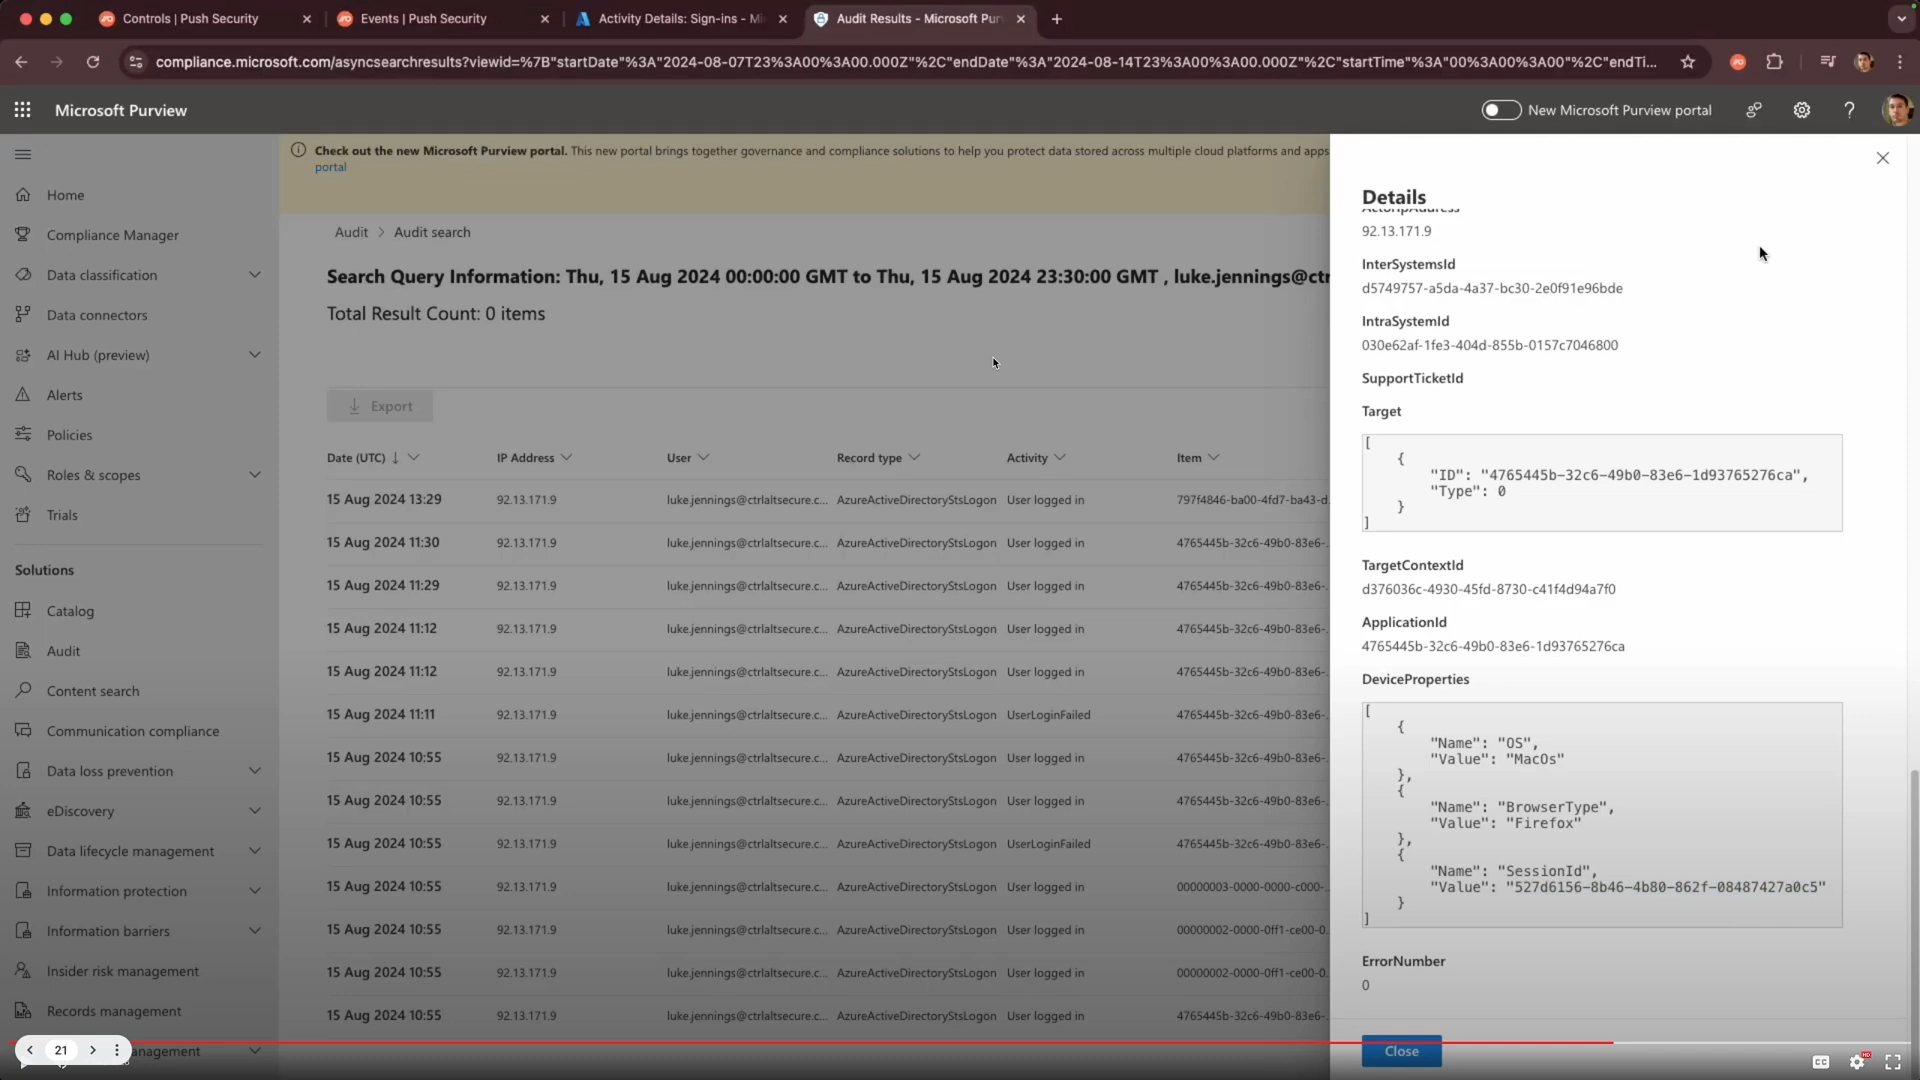 Controls | Push Security
Events | Push Security
Activity Details: Sign-ins - Mi
Audit Results - Microsoft Pur
compliance.microsoft.com/asyncsearchresults?viewid=%7B"startDate"%3A"2024-08-07T23%3A00%3A00.000Z"%2C"endDate"%3A"2024-08-14T23%3A00%3A00.000Z"%2C"startTime"%3A"00%3A00%3A00"%2C"endTi...
Microsoft Purview
New Microsoft Purview portal
Home
Compliance Manager
Data classification
Data connectors
AI Hub (preview)
Alerts
Policies
Roles & scopes
Trials
Solutions
Catalog
Audit
Content search
Communication compliance
Data loss prevention
eDiscovery
Data lifecycle management
Information protection
Information barriers
Insider risk management
Records management
anagement
21
Check out the new Microsoft Purview portal. This new portal brings together governance and compliance solutions to help you protect data stored across multiple cloud platforms and apps
portal
Audit > Audit search
Search Query Information: Thu, 15 Aug 2024 00:00:00 GMT to Thu, 15 Aug 2024 23:30:00 GMT , luke.jennings@ctr
Total Result Count: 0 items
Export
Date (UTC) IP Address User Record type Activity Item
15 Aug 2024 13:29 92.13.171.9 luke.jennings@ctrlaltsecure.c... AzureActiveDirectoryStsLogon User logged in 797f4846-ba00-4fd7-ba43-d
15 Aug 2024 11:30 92.13.171.9 luke.jennings@ctrlaltsecure.c... AzureActiveDirectoryStsLogon User logged in 4765445b-32c6-49b0-83e6-.
15 Aug 2024 11:29 92.13.171.9 luke.jennings@ctrlaltsecure.c... AzureActiveDirectoryStsLogon User logged in 4765445b-32c6-49b0-83e6-.
15 Aug 2024 11:12 92.13.171.9 luke.jennings@ctrlaltsecure.c... AzureActiveDirectoryStsLogon User logged in 4765445b-32c6-49b0-83e6-.
15 Aug 2024 11:12 92.13.171.9 luke.jennings@ctrlaltsecure.c... AzureActiveDirectoryStsLogon User logged in 4765445b-32c6-49b0-83e6-.
15 Aug 2024 11:11 92.13.171.9 luke.jennings@ctrlaltsecure.c... AzureActiveDirectoryStsLogon UserLoginFailed 4765445b-32c6-49b0-83e6-.
15 Aug 2024 10:55 92.13.171.9 luke.jennings@ctrlaltsecure.c... AzureActiveDirectoryStsLogon User logged in 4765445b-32c6-49b0-83e6-.
15 Aug 2024 10:55 92.13.171.9 luke.jennings@ctrlaltsecure.c... AzureActiveDirectoryStsLogon User logged in 4765445b-32c6-49b0-83e6-.
15 Aug 2024 10:55 92.13.171.9 luke.jennings@ctrlaltsecure.c... AzureActiveDirectoryStsLogon UserLoginFailed 4765445b-32c6-49b0-83e6-.
15 Aug 2024 10:55 92.13.171.9 luke.jennings@ctrlaltsecure.c... AzureActiveDirectoryStsLogon User logged in 00000003-0000-0000-c000-.
15 Aug 2024 10:55 92.13.171.9 luke.jennings@ctrlaltsecure.c... AzureActiveDirectoryStsLogon User logged in 00000002-0000-0ff1-ce00-0.
15 Aug 2024 10:55 92.13.171.9 luke.jennings@ctrlaltsecure.c... AzureActiveDirectoryStsLogon User logged in 00000002-0000-0ff1-ce00-0.
15 Aug 2024 10:55 92.13.171.9 luke.jennings@ctrlaltsecure.c... AzureActiveDirectoryStsLogon User logged in 4765445b-32c6-49b0-83e6-.
Details
ActorIpAddress
92.13.171.9
InterSystemsId
d5749757-a5da-4a37-bc30-2e0f91e96bde
IntraSystemId
030e62af-1fe3-404d-855b-0157c7046800
SupportTicketId
Target
[
{
"ID": "4765445b-32c6-49b0-83e6-1d93765276ca",
"Type": 0
}
]
TargetContextId
d376036c-4930-45fd-8730-c41f4d94a7f0
ApplicationId
4765445b-32c6-49b0-83e6-1d93765276ca
DeviceProperties
[
{
"Name": "OS",
"Value": "MacOs"
},
{
"Name": "BrowserType",
"Value": "Firefox"
},
{
"Name": "SessionId",
"Value": "527d6156-8b46-4b80-862f-08487427a0c5"
}
]
ErrorNumber
0
Close
CC
HD